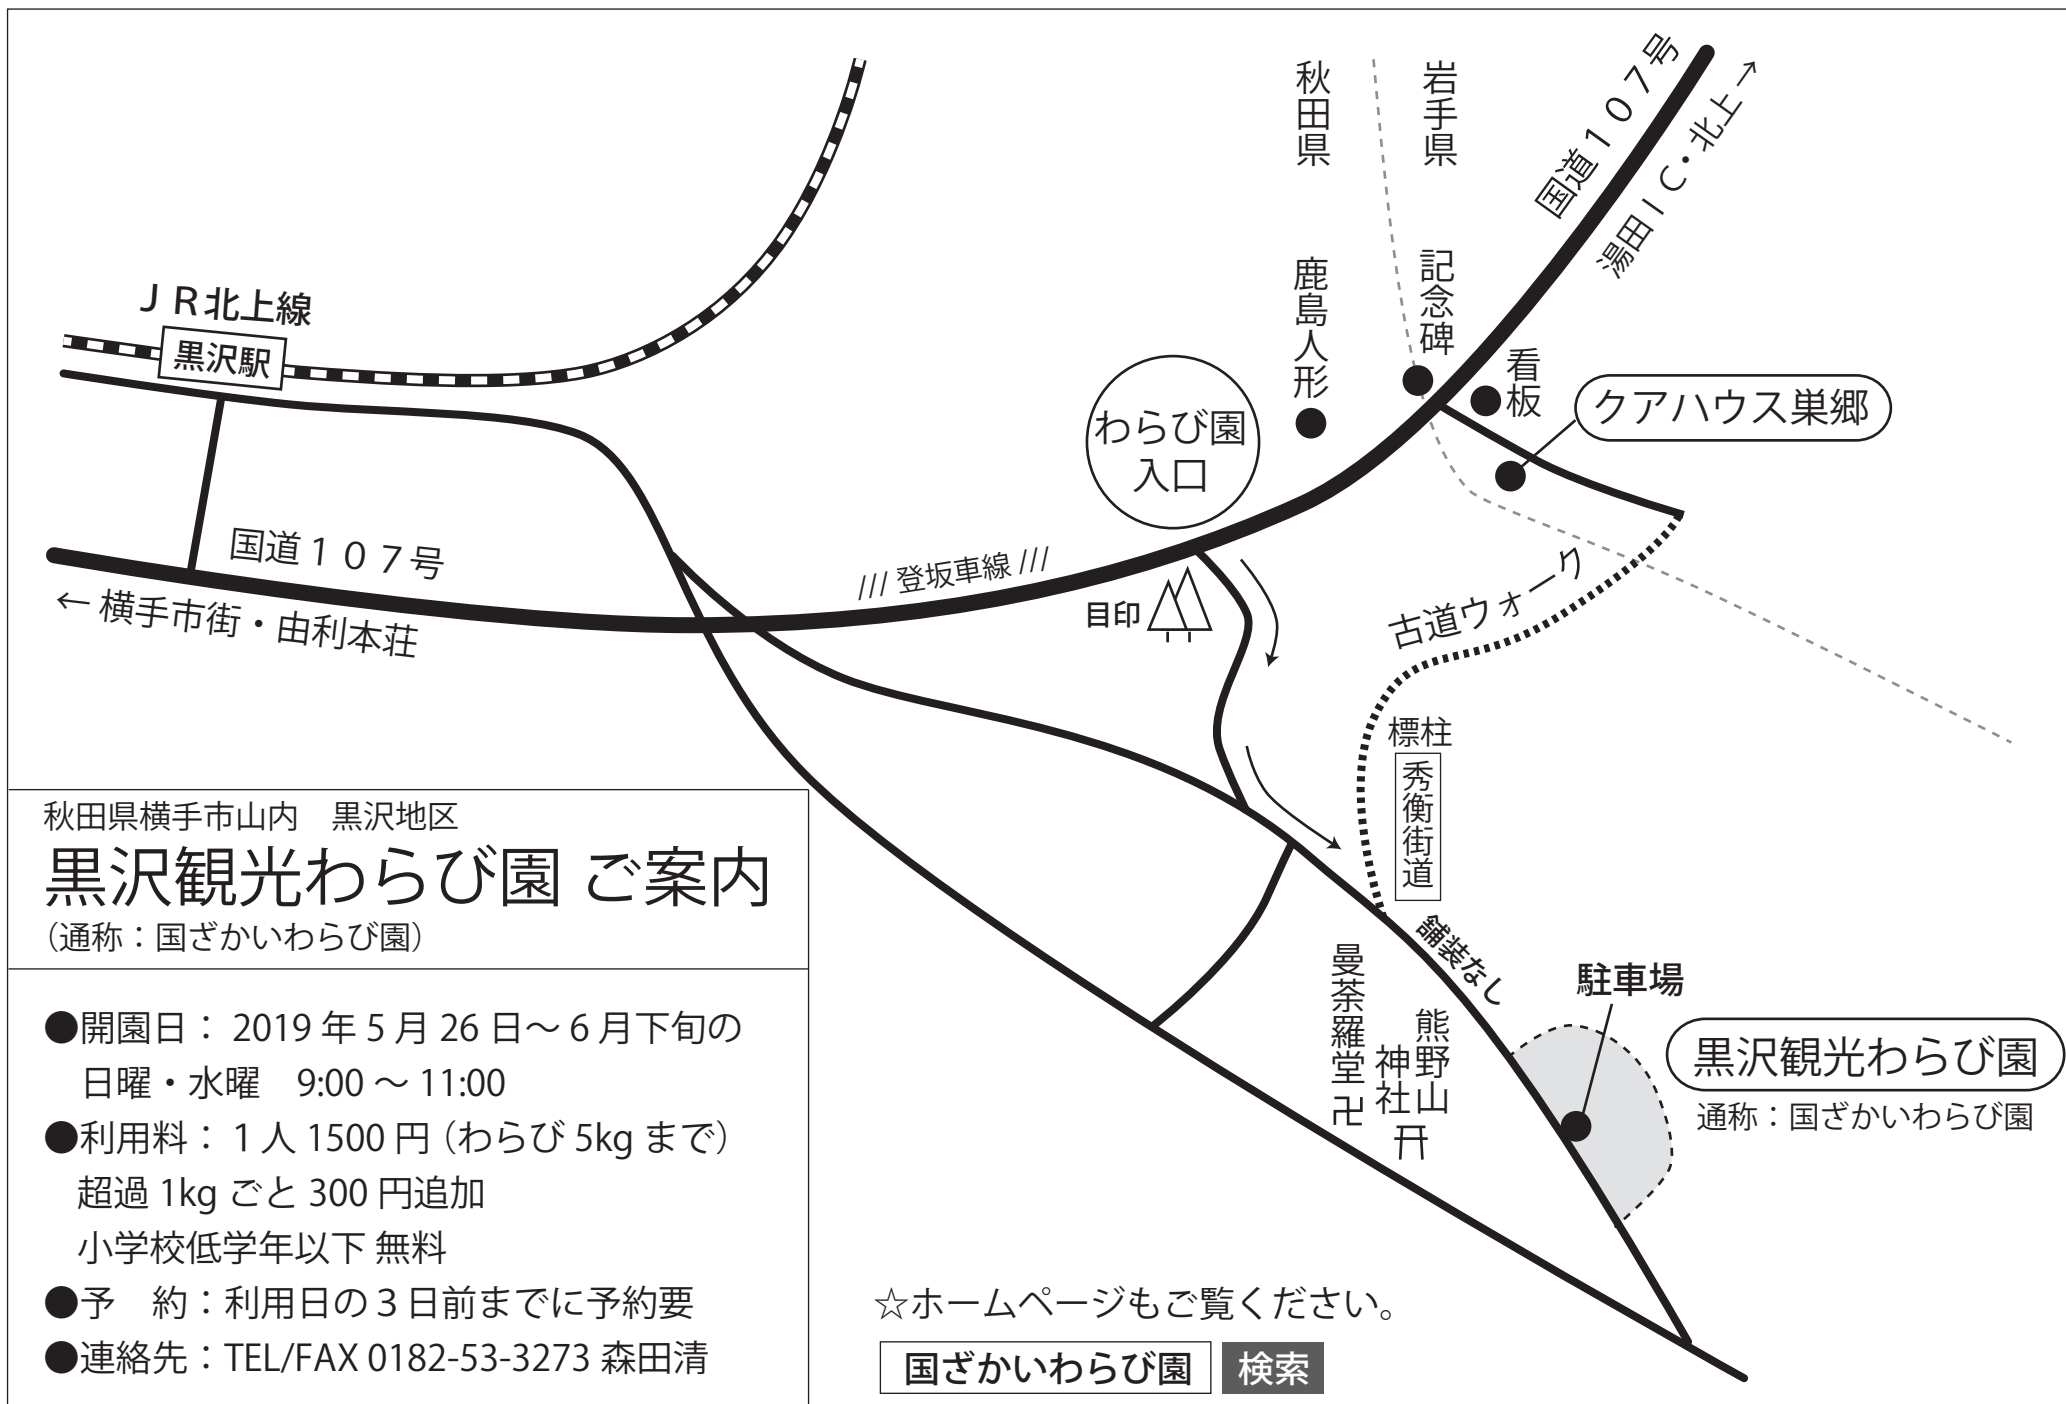 秋田県
岩手県
国道１０７号
湯田ＩＣ・北上→
鹿島人形
記念碑
看板
クアハウス巣郷
ＪＲ北上線
黒沢駅
わらび園
入口
国道１０７号
←横手市街・由利本荘
/// 登坂車線 ///
目印
古道ウォーク
標柱
秀衡街道
舗装なし
曼荼羅堂卍
熊野山
神社
駐車場
黒沢観光わらび園
通称：国ざかいわらび園
秋田県横手市山内　黒沢地区
黒沢観光わらび園 ご案内
（通称：国ざかいわらび園）
●開園日： 2019 年 5 月 26 日～ 6 月下旬の
日曜・水曜　9:00 ～ 11:00
●利用料： 1 人 1500 円（わらび 5kg まで）
超過 1kg ごと 300 円追加
小学校低学年以下 無料
●予　約：利用日の 3 日前までに予約要
●連絡先：TEL/FAX 0182-53-3273 森田清
☆ホームページもご覧ください。
国ざかいわらび園 検索